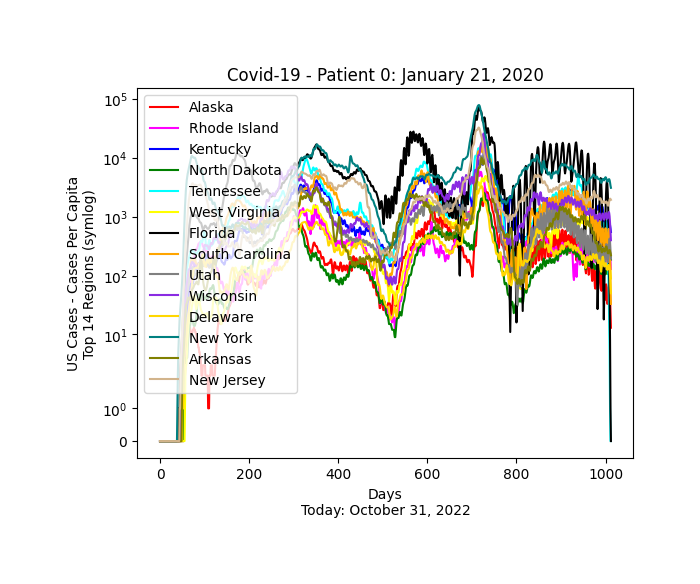 Covid-19 - Patient 0: January 21, 2020
US Cases - Cases Per Capita
Top 14 Regions (symlog)
10^5
10^4
10^3
10^2
10^1
10^0
0
Alaska
Rhode Island
Kentucky
North Dakota
Tennessee
West Virginia
Florida
South Carolina
Utah
Wisconsin
Delaware
New York
Arkansas
New Jersey
0 200 400 600 800 1000
Days
Today: October 31, 2022